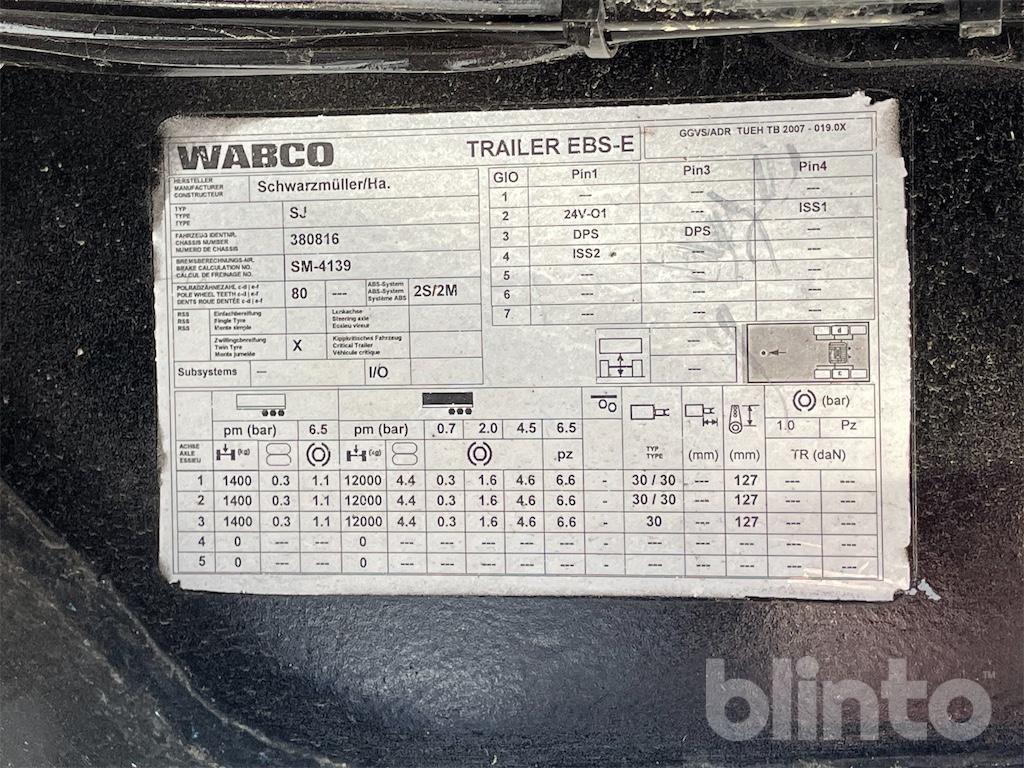 WABCO TRAILER EBS-E GGVS/ADR TUEH TB 2007 - 019.0X
HERSTELLER
MANUFACTURER
CONSTRUCTEUR
Schwarzmüller/Ha.
TYP
TYPE
TYPE
SJ
FAHRZEUG IDENTNR.
CHASSIS NUMBER
NUMERO DE CHASSIS
380816
BREMSBERECHNUNGS-NR.
BRAKE CALCULATION NO.
CALCUL DE FREINAGE NO.
SM-4139
POLRADZÄHNEZAHL c-d | e-f
POLE WHEEL TEETH c-d | e-f
DENTS ROUE DENTÉE c-d | e-f
80 ---
ABS-System
ABS-System
Système ABS
2S/2M
RSS Einfachbereifung Lenkachse
RSS Single Tyre Steering axle
RSS Monte simple Essieu vireur
Zwillingsbereifung
Twin Tyre
Monte jumelée
X
Kippkritisches Fahrzeug
Critical Trailer
Véhicule critique
Subsystems — I/O
GIO Pin1 Pin3 Pin4
1 --- --- ---
2 24V-O1 --- ISS1
3 DPS DPS ---
4 ISS2 --- ---
5 --- --- ---
6 --- --- ---
7 --- --- ---
---
---
d
c
(bar)
pm (bar) 6.5 pm (bar) 0.7 2.0 4.5 6.5 1.0 Pz
ACHSE
AXLE
ESSIEU
(kg) (kg) pz
TYP
TYPE
(mm) (mm) TR (daN)
1 1400 0.3 1.1 12000 4.4 0.3 1.6 4.6 6.6 - 30 / 30 --- 127 --- ---
2 1400 0.3 1.1 12000 4.4 0.3 1.6 4.6 6.6 - 30 / 30 --- 127 --- ---
3 1400 0.3 1.1 12000 4.4 0.3 1.6 4.6 6.6 - 30 --- 127 --- ---
4 0 --- --- 0 --- --- --- --- --- - --- --- --- --- ---
5 0 --- --- 0 --- --- --- --- --- - --- --- --- --- ---
blinto™